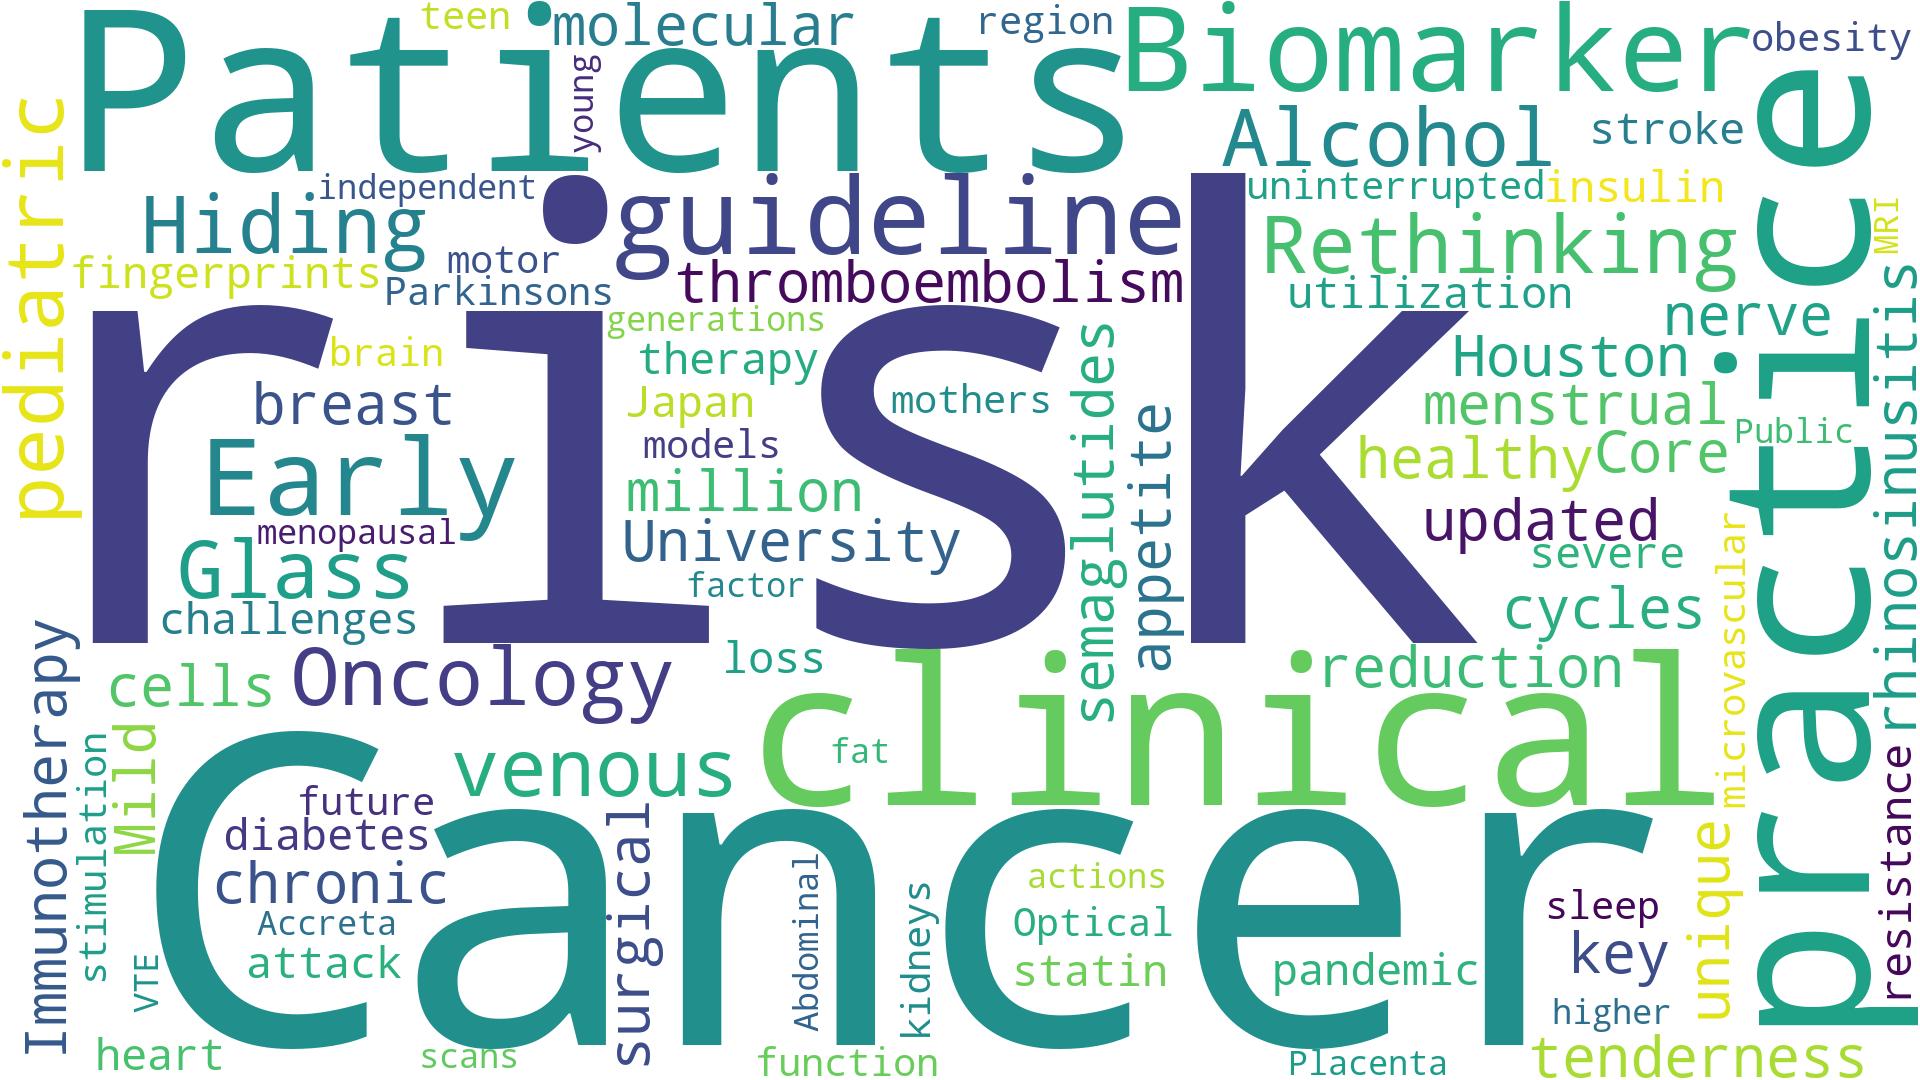 teen
molecular
region
Biomarker
obesity
Patients
young
Alcohol
stroke
practice
pediatric
independent
Hiding
guideline
uninterrupted
insulin
Rethinking
MRI
motor
fingerprints
Parkinsons
thromboembolism
utilization
nerve
risk
generations
brain
therapy
Houston
rhinosinusitis
breast
Japan
mothers
semaglutides
menstrual
Public
models
healthy
Core
Early
million
appetite
updated
menopausal
University
severe
Glass
factor
microvascular
challenges
cycles
Immunotherapy
cells
Oncology
loss
clinical
reduction
stimulation
Mild
venous
fat
resistance
future
diabetes
Cancer
surgical
chronic
actions
unique
Accreta
Abdominal
kidneys
Optical
sleep
attack
statin
pandemic
key
VTE
higher
heart
scans
function
Placenta
tenderness